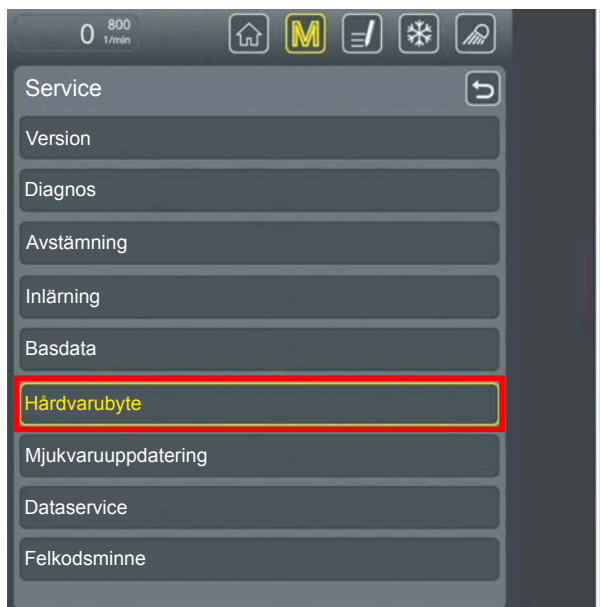 0 800
1/min
M
Service
Version
Diagnos
Avstämning
Inlärning
Basdata
Hårdvarubyte
Mjukvaruuppdatering
Dataservice
Felkodsminne